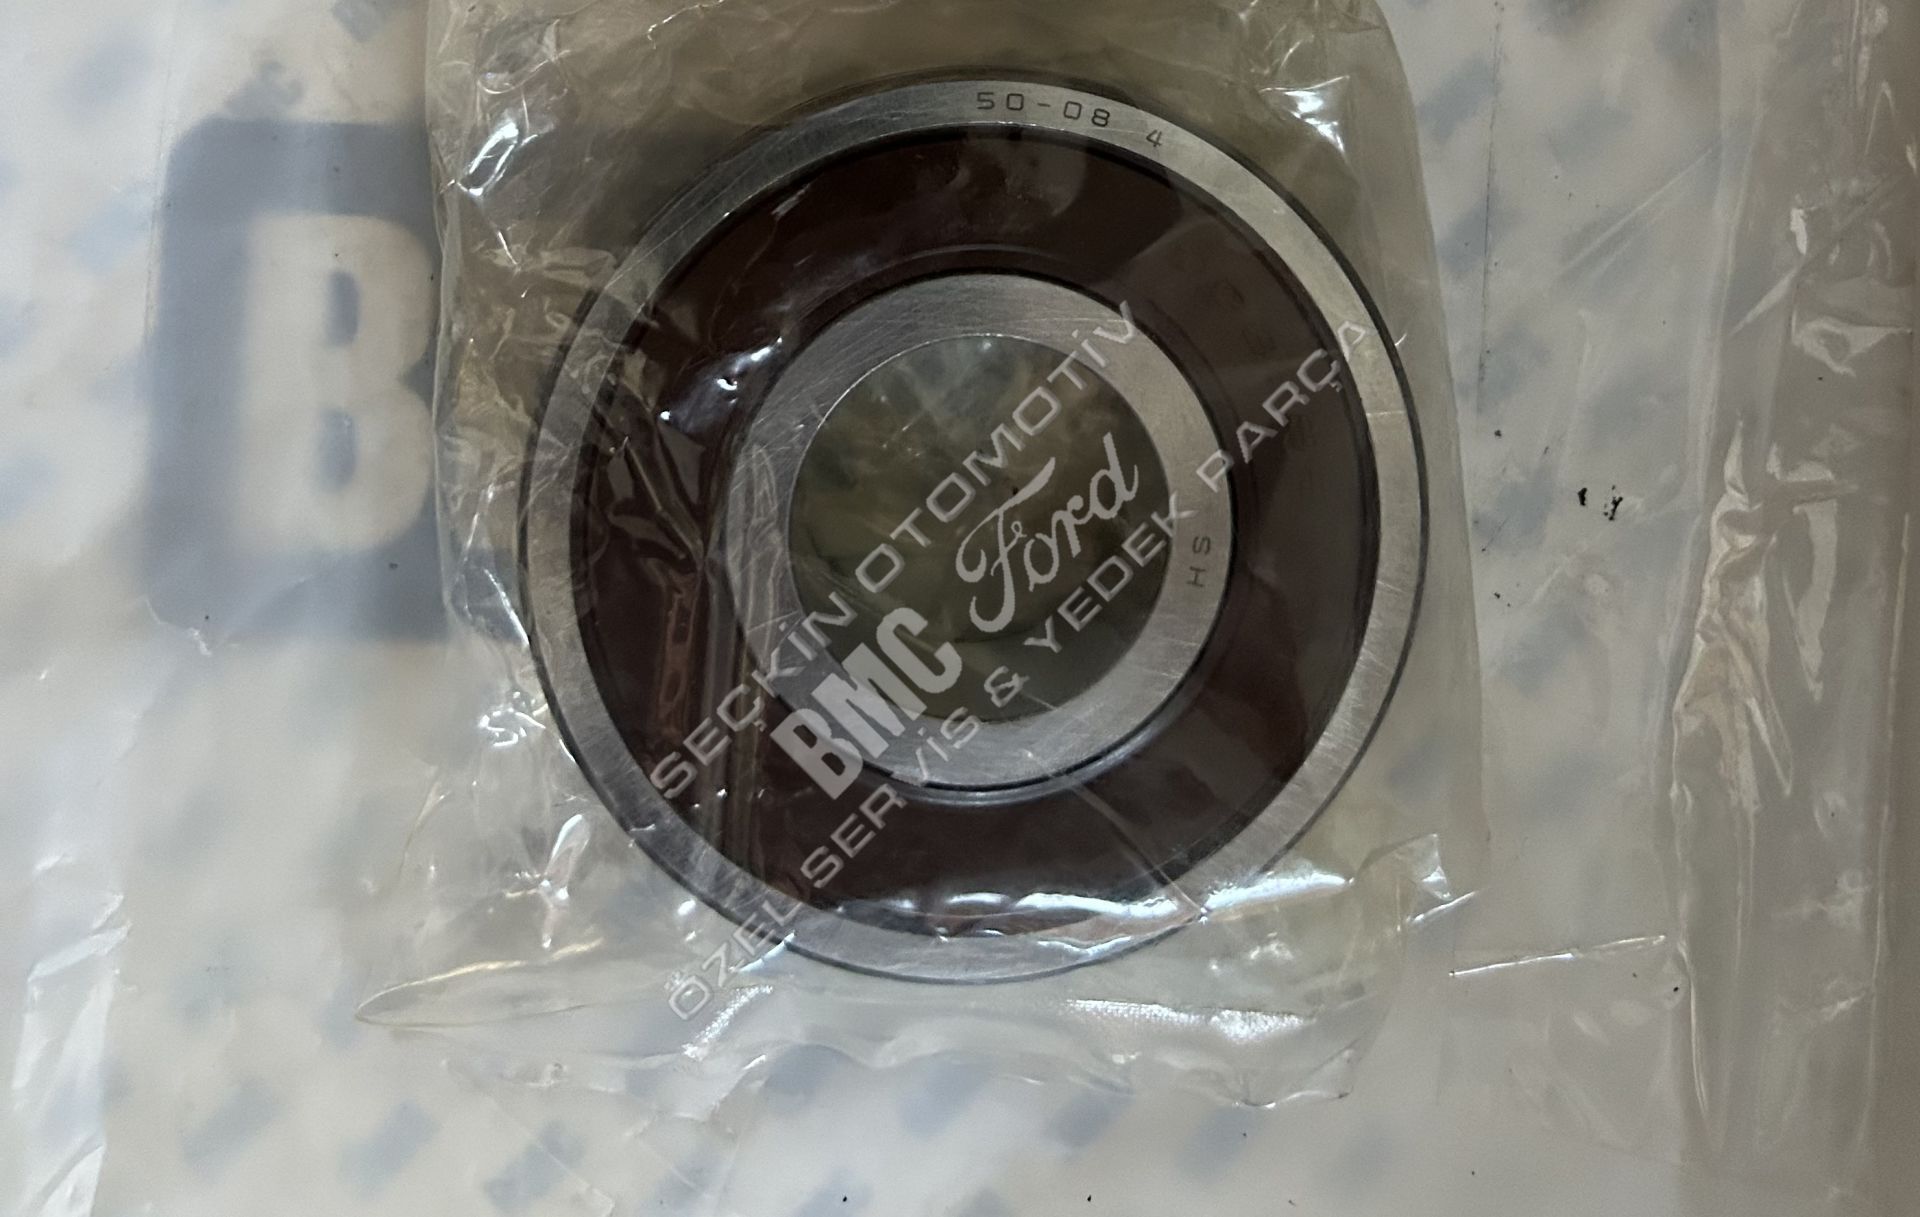 50-08 4
HS
B
SEÇKİN OTOMOTİV
BMC Ford
ÖZEL SERVİS & YEDEK PARÇA